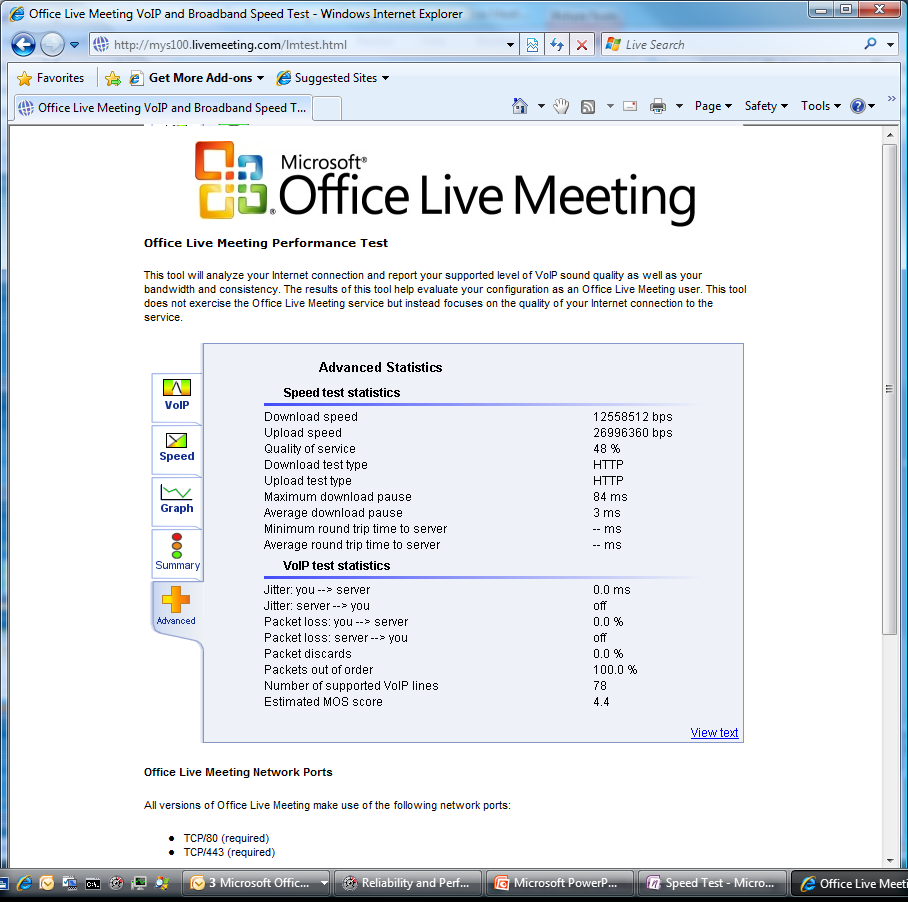 Office Live Meeting VoIP and Broadband Speed Test - Windows Internet Explorer
http://mys100.livemeeting.com/lmtest.html
Live Search
Favorites
Get More Add-ons
Suggested Sites
Office Live Meeting VoIP and Broadband Speed T...
Page
Safety
Tools
Microsoft®
Office Live Meeting
Office Live Meeting Performance Test
This tool will analyze your Internet connection and report your supported level of VoIP sound quality as well as your
bandwidth and consistency. The results of this tool help evaluate your configuration as an Office Live Meeting user. This tool
does not exercise the Office Live Meeting service but instead focuses on the quality of your Internet connection to the
service.
VoIP
Speed
Graph
Summary
Advanced
Advanced Statistics
Speed test statistics
Download speed 12558512 bps
Upload speed 26996360 bps
Quality of service 48 %
Download test type HTTP
Upload test type HTTP
Maximum download pause 84 ms
Average download pause 3 ms
Minimum round trip time to server -- ms
Average round trip time to server -- ms
VoIP test statistics
Jitter: you --> server 0.0 ms
Jitter: server --> you off
Packet loss: you --> server 0.0 %
Packet loss: server --> you off
Packet discards 0.0 %
Packets out of order 100.0 %
Number of supported VoIP lines 78
Estimated MOS score 4.4
View text
Office Live Meeting Network Ports
All versions of Office Live Meeting make use of the following network ports:
• TCP/80 (required)
• TCP/443 (required)
3 Microsoft Offic...
Reliability and Perf...
Microsoft PowerP...
Speed Test - Micro...
Office Live Meeti